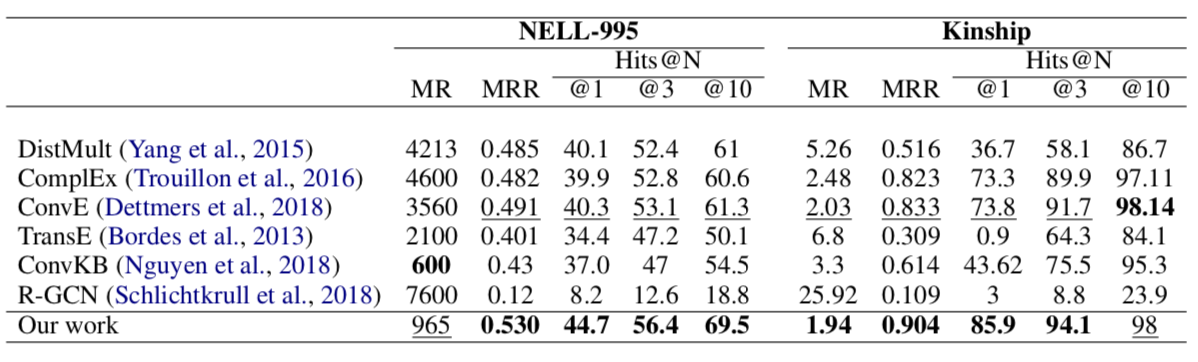 NELL-995 Kinship
Hits@N Hits@N
MR MRR @1 @3 @10 MR MRR @1 @3 @10
DistMult (Yang et al., 2015) 4213 0.485 40.1 52.4 61 5.26 0.516 36.7 58.1 86.7
ComplEx (Trouillon et al., 2016) 4600 0.482 39.9 52.8 60.6 2.48 0.823 73.3 89.9 97.11
ConvE (Dettmers et al., 2018) 3560 0.491 40.3 53.1 61.3 2.03 0.833 73.8 91.7 98.14
TransE (Bordes et al., 2013) 2100 0.401 34.4 47.2 50.1 6.8 0.309 0.9 64.3 84.1
ConvKB (Nguyen et al., 2018) 600 0.43 37.0 47 54.5 3.3 0.614 43.62 75.5 95.3
R-GCN (Schlichtkrull et al., 2018) 7600 0.12 8.2 12.6 18.8 25.92 0.109 3 8.8 23.9
Our work 965 0.530 44.7 56.4 69.5 1.94 0.904 85.9 94.1 98